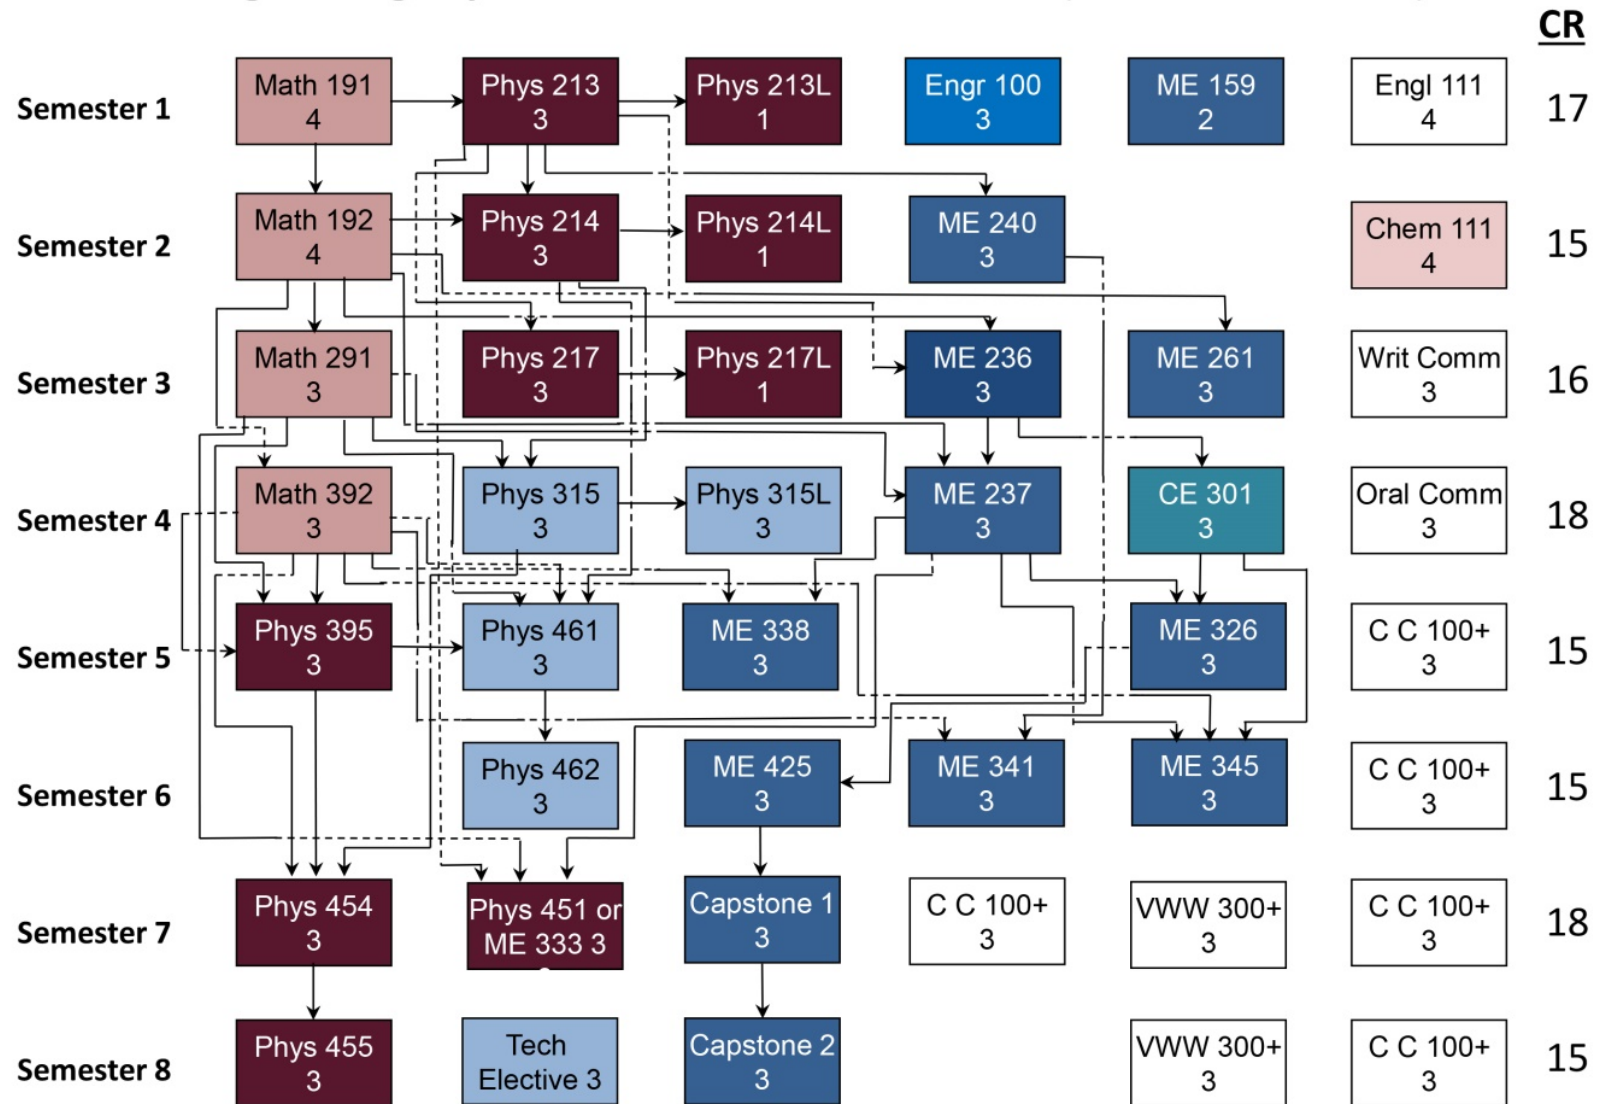 CR
Semester 1
Math 191
4
Phys 213
3
Phys 213L
1
Engr 100
3
ME 159
2
Engl 111
4
17
Semester 2
Math 192
4
Phys 214
3
Phys 214L
1
ME 240
3
Chem 111
4
15
Semester 3
Math 291
3
Phys 217
3
Phys 217L
1
ME 236
3
ME 261
3
Writ Comm
3
16
Semester 4
Math 392
3
Phys 315
3
Phys 315L
3
ME 237
3
CE 301
3
Oral Comm
3
18
Semester 5
Phys 395
3
Phys 461
3
ME 338
3
ME 326
3
C C 100+
3
15
Semester 6
Phys 462
3
ME 425
3
ME 341
3
ME 345
3
C C 100+
3
15
Semester 7
Phys 454
3
Phys 451 or
ME 333 3
Capstone 1
3
C C 100+
3
VWW 300+
3
C C 100+
3
18
Semester 8
Phys 455
3
Tech
Elective 3
Capstone 2
3
VWW 300+
3
C C 100+
3
15